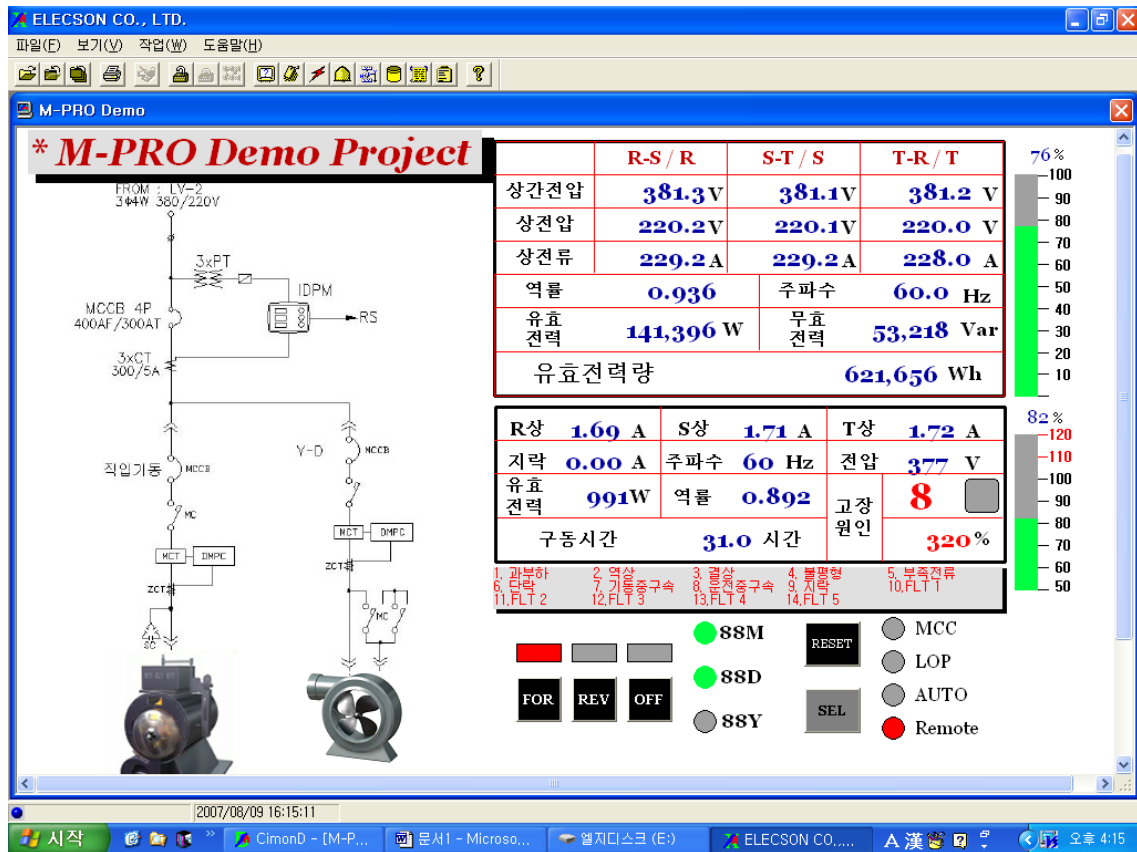 ELECSON CO., LTD.
파일(F) 보기(V) 작업(W) 도움말(H)
M-PRO Demo
* M-PRO Demo Project
FROM : LV-2
3Φ4W 380/220V
3xPT
IDPM
RS
MCCB 4P
400AF/300AT
3xCT
300/5A
직입기동
MCCB
MC
MCT
DMPC
ZCT
SC
Y-D
MCCB
MCT
DMPC
ZCT
MC
R-S / R S-T / S T-R / T
상간전압 381.3 V 381.1 V 381.2 V
상전압 220.2 V 220.1 V 220.0 V
상전류 229.2 A 229.2 A 228.0 A
역률 0.936 주파수 60.0 Hz
유효 전력 141,396 W 무효 전력 53,218 Var
유효전력량 621,656 Wh
76 %
100
90
80
70
60
50
40
30
20
10
R상 1.69 A S상 1.71 A T상 1.72 A
지락 0.00 A 주파수 60 Hz 전압 377 V
유효 전력 991 W 역률 0.892 고장 원인 8
구동시간 31.0 시간 320 %
82 %
120
110
100
90
80
70
60
50
1. 과부하 2. 역상 3. 결상 4. 불평형 5. 부족전류
6. 단락 7. 기동중구속 8. 운전중구속 9. 지락 10,FLT 1
11,FLT 2 12,FLT 3 13,FLT 4 14,FLT 5
FOR REV OFF
88M
88D
88Y
RESET
SEL
MCC
LOP
AUTO
Remote
2007/08/09 16:15:11
시작 CimonD - [M-P... 문서1 - Microso... 엘지디스크 (E:) ELECSON CO,.... A 漢 오후 4:15